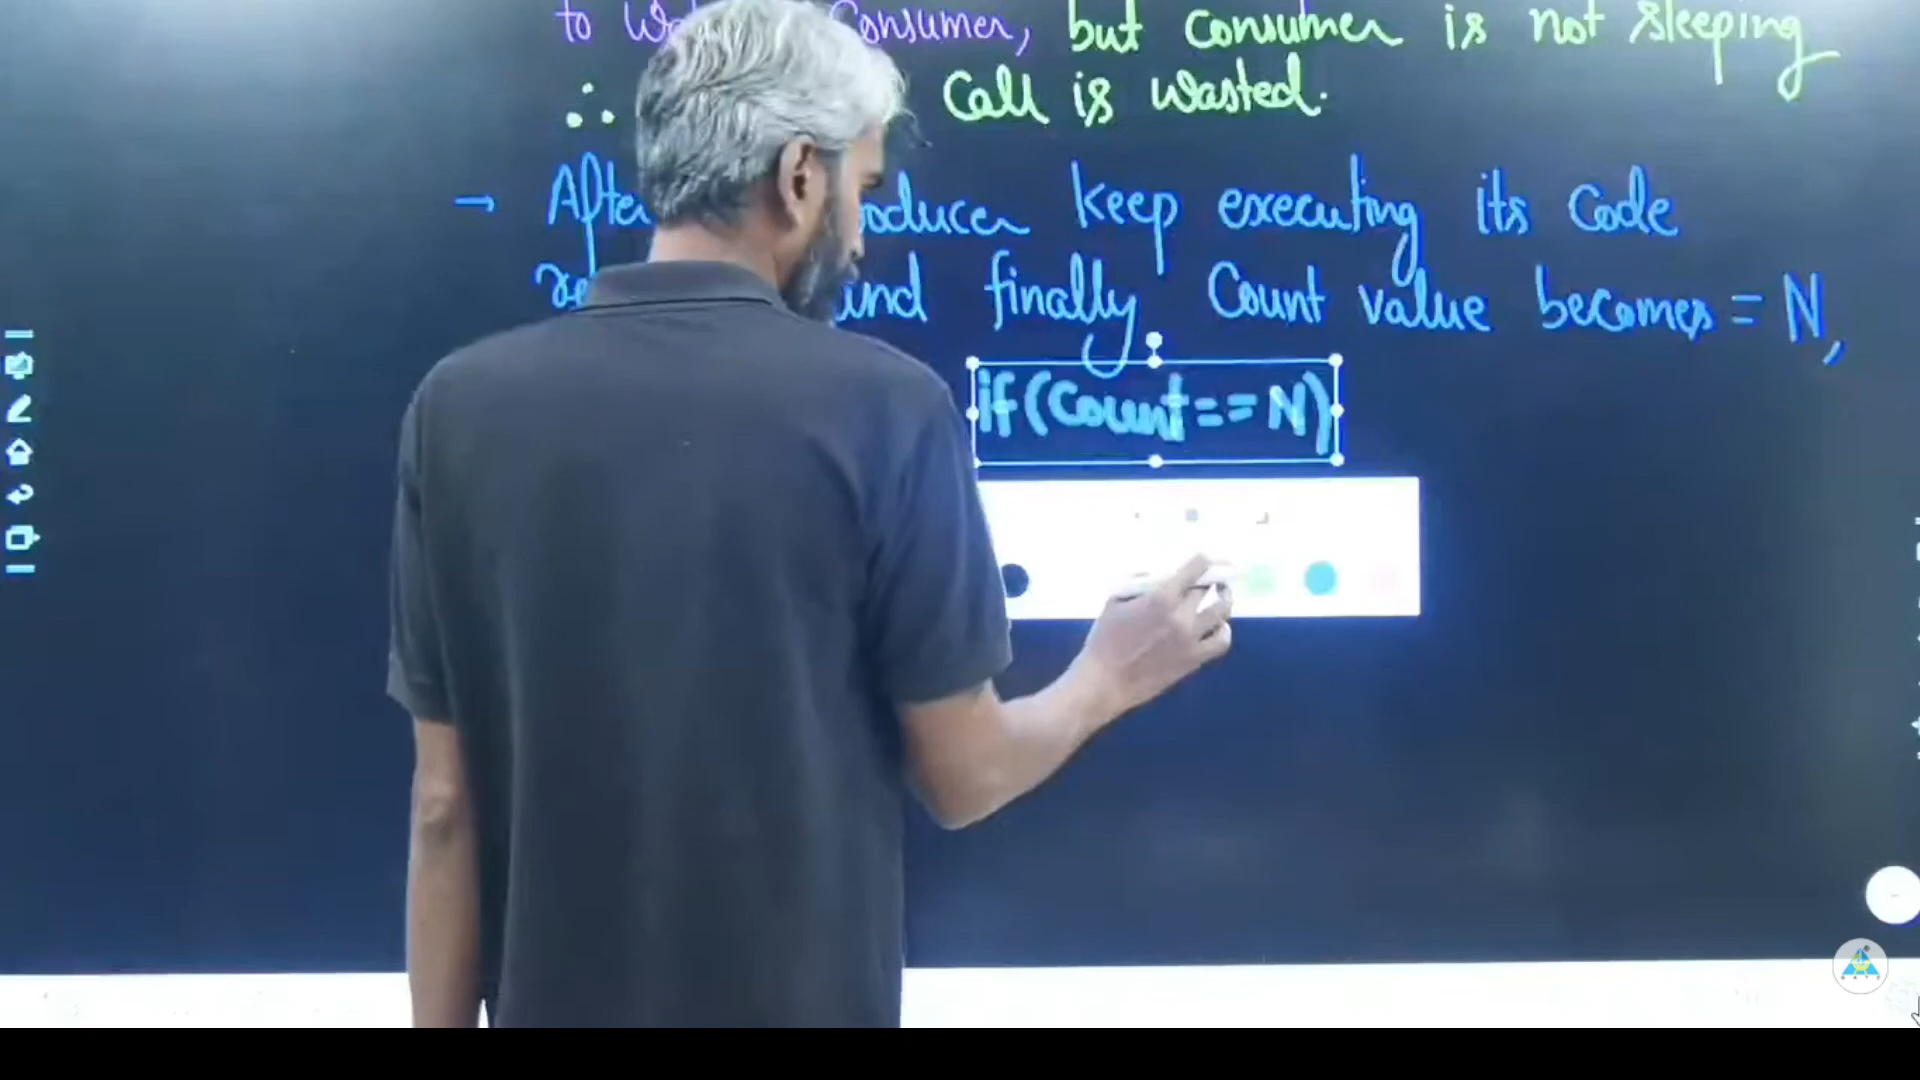 to consumer, but consumer is not sleeping
∴ Call is wasted.
→ After keep executing its Code
and finally Count value becomes = N,
if(Count==N)